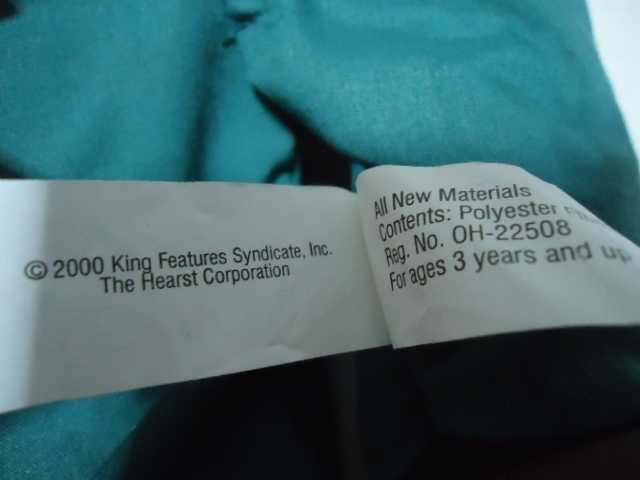 © 2000 King Features Syndicate, Inc.
The Hearst Corporation
All New Materials
Contents: Polyester
Reg. No. OH-22508
For ages 3 years and up